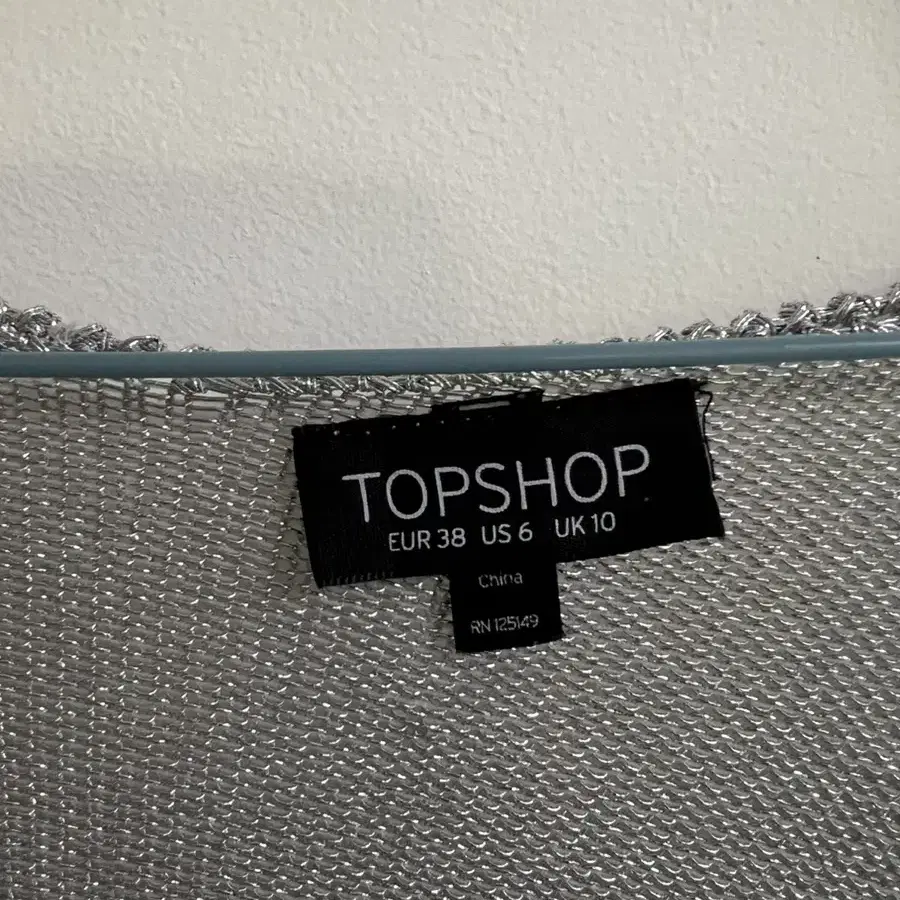 TOPSHOP
EUR 38 US 6 UK 10
China
RN 125149